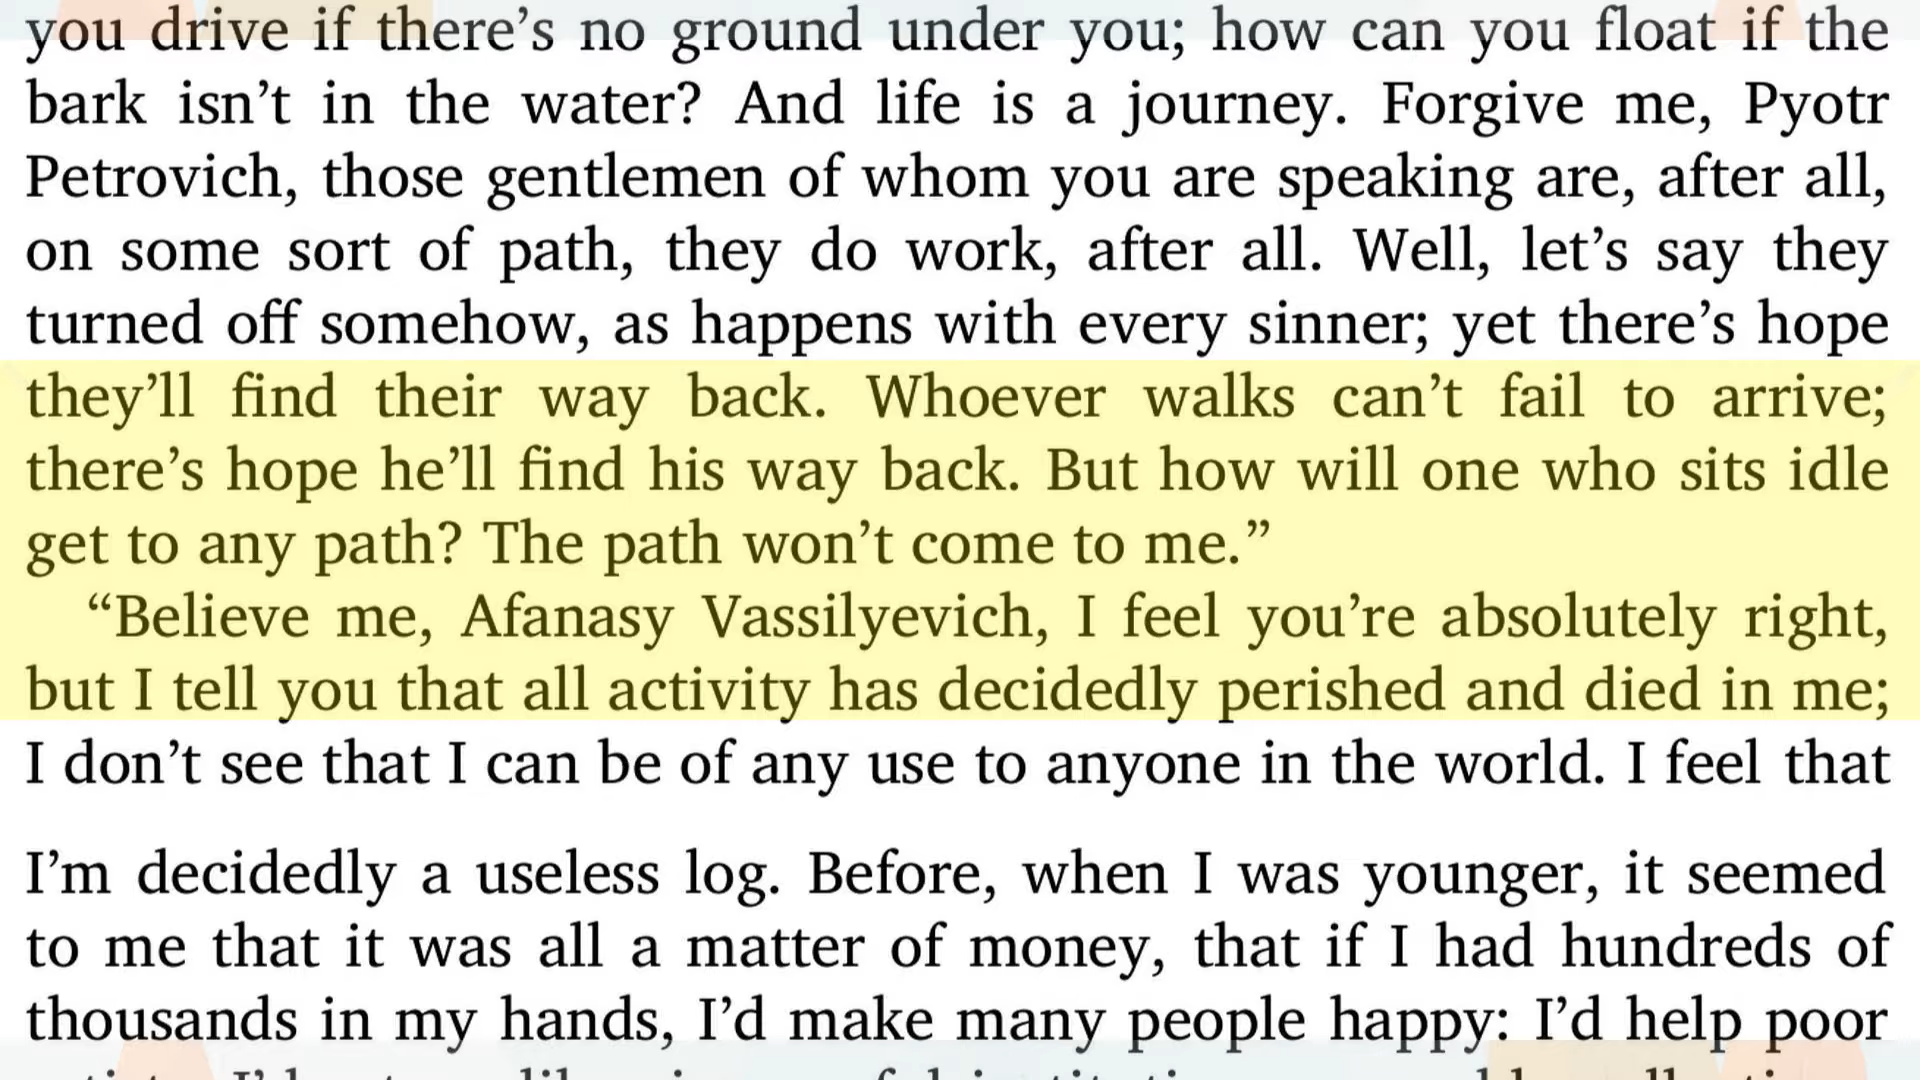 you drive if there’s no ground under you; how can you float if the
bark isn’t in the water? And life is a journey. Forgive me, Pyotr
Petrovich, those gentlemen of whom you are speaking are, after all,
on some sort of path, they do work, after all. Well, let’s say they
turned off somehow, as happens with every sinner; yet there’s hope
they’ll find their way back. Whoever walks can’t fail to arrive;
there’s hope he’ll find his way back. But how will one who sits idle
get to any path? The path won’t come to me.”
“Believe me, Afanasy Vassilyevich, I feel you’re absolutely right,
but I tell you that all activity has decidedly perished and died in me;
I don’t see that I can be of any use to anyone in the world. I feel that
I’m decidedly a useless log. Before, when I was younger, it seemed
to me that it was all a matter of money, that if I had hundreds of
thousands in my hands, I’d make many people happy: I’d help poor